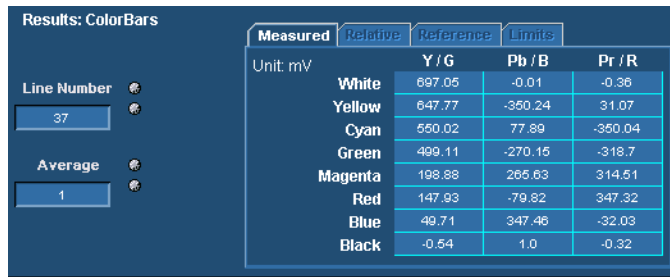 Results: ColorBars
Measured Relative Reference Limits
Unit: mV Y / G Pb / B Pr / R
Line Number
37
Average
1
White 697.05 -0.01 -0.36
Yellow 647.77 -350.24 31.07
Cyan 550.02 77.89 -350.04
Green 499.11 -270.15 -318.7
Magenta 198.88 265.63 314.51
Red 147.93 -79.82 347.32
Blue 49.71 347.46 -32.03
Black -0.54 1.0 -0.32